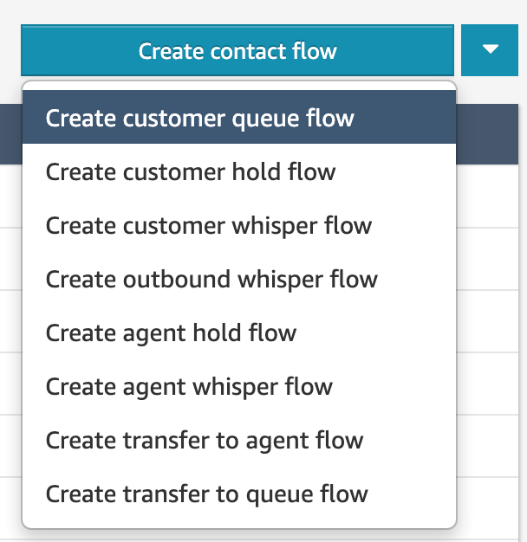 Create contact flow
Create customer queue flow
Create customer hold flow
Create customer whisper flow
Create outbound whisper flow
Create agent hold flow
Create agent whisper flow
Create transfer to agent flow
Create transfer to queue flow